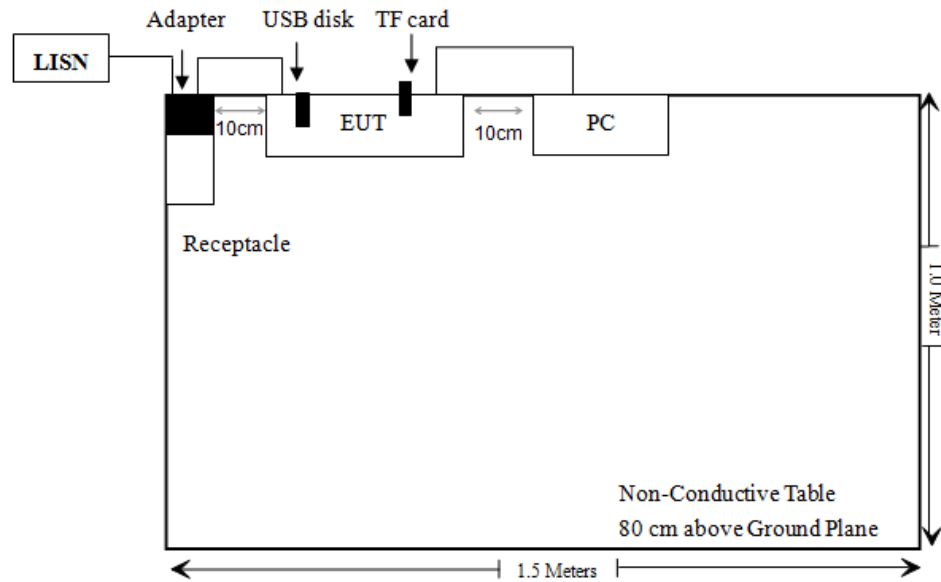 Adapter
USB disk
TF card
LISN
10cm
EUT
10cm
PC
Receptacle
1.0 Meter
Non-Conductive Table
80 cm above Ground Plane
1.5 Meters